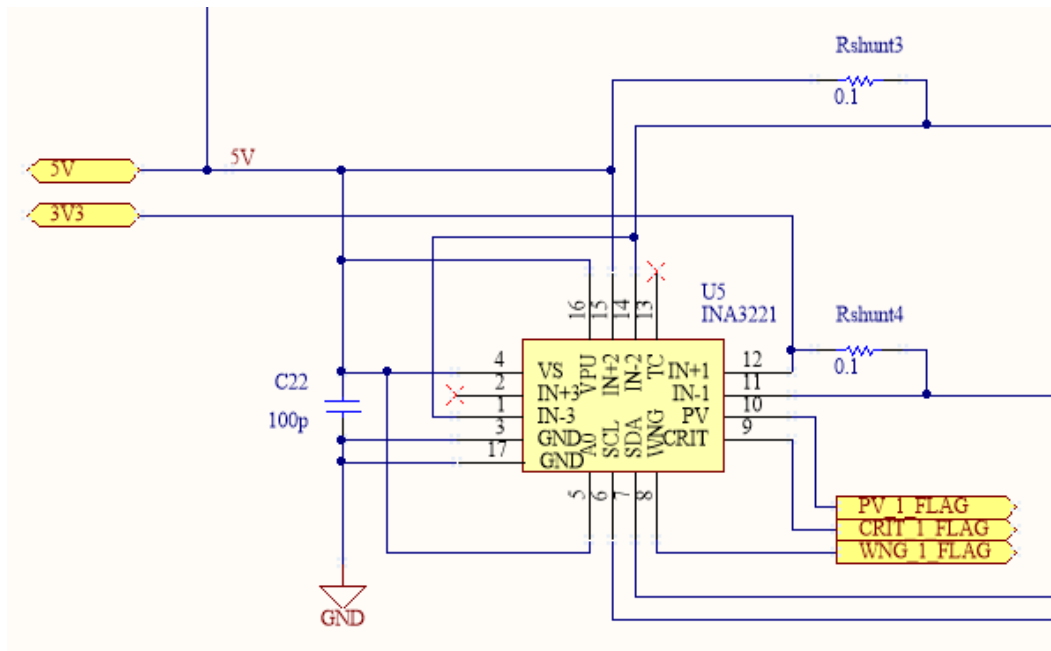 Rshunt3
0.1
5V
5V
3V3
16
15
14
13
U5
INA3221
Rshunt4
0.1
C22
100p
4
2
1
3
17
VS
IN+3
IN-3
GND
GND
VPU
IN+2
IN-2
TC
IN+1
IN-1
PV
CRIT
12
11
10
9
A0
SCL
SDA
WNG
5
6
7
8
PV_1_FLAG
CRIT_1_FLAG
WNG_1_FLAG
GND